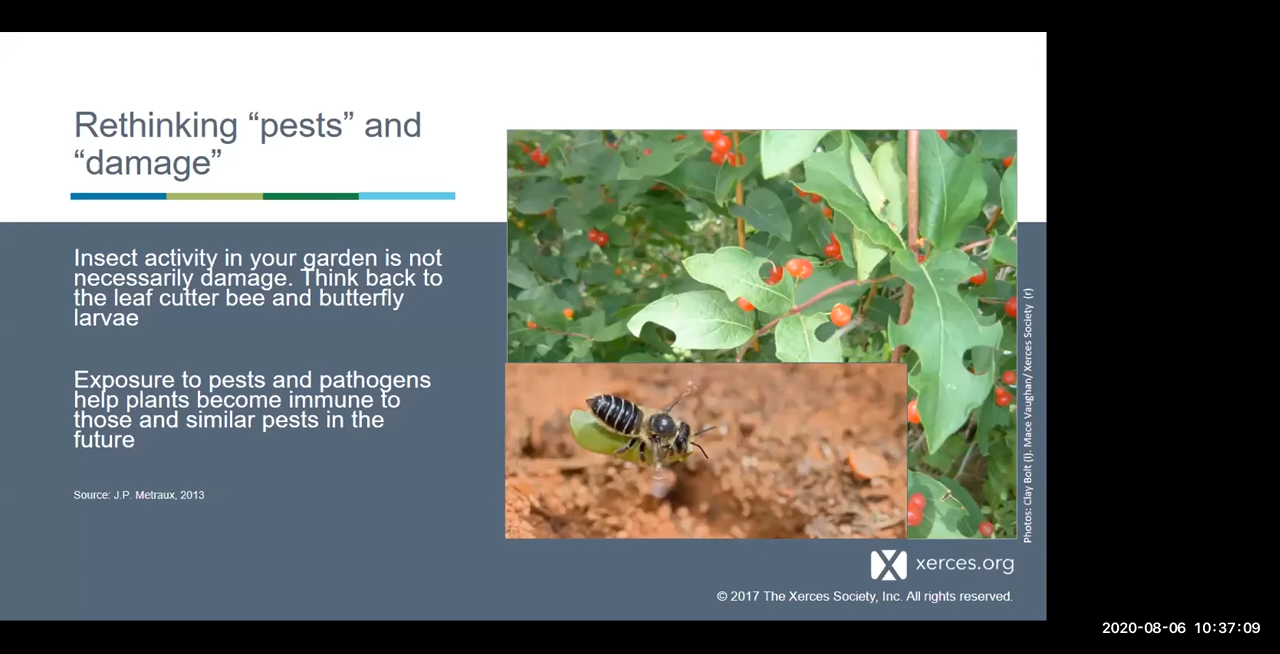 Rethinking “pests” and
“damage”
Insect activity in your garden is not
necessarily damage. Think back to
the leaf cutter bee and butterfly
larvae
Exposure to pests and pathogens
help plants become immune to
those and similar pests in the
future
Source: J.P. Metraux, 2013
Photos: Clay Bolt (l). Mace Vaughan/ Xerces Society (r)
xerces.org
© 2017 The Xerces Society, Inc. All rights reserved.
2020-08-06 10:37:09